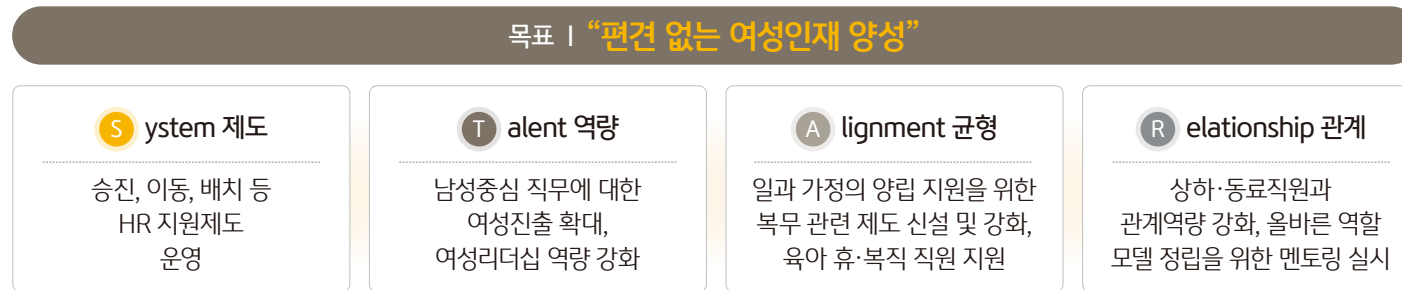 목표 | “편견 없는 여성인재 양성”
System 제도
승진, 이동, 배치 등
HR 지원제도
운영
Talent 역량
남성중심 직무에 대한
여성진출 확대,
여성리더십 역량 강화
Alignment 균형
일과 가정의 양립 지원을 위한
복무 관련 제도 신설 및 강화,
육아 휴·복직 직원 지원
Relationship 관계
상하·동료직원과
관계역량 강화, 올바른 역할
모델 정립을 위한 멘토링 실시